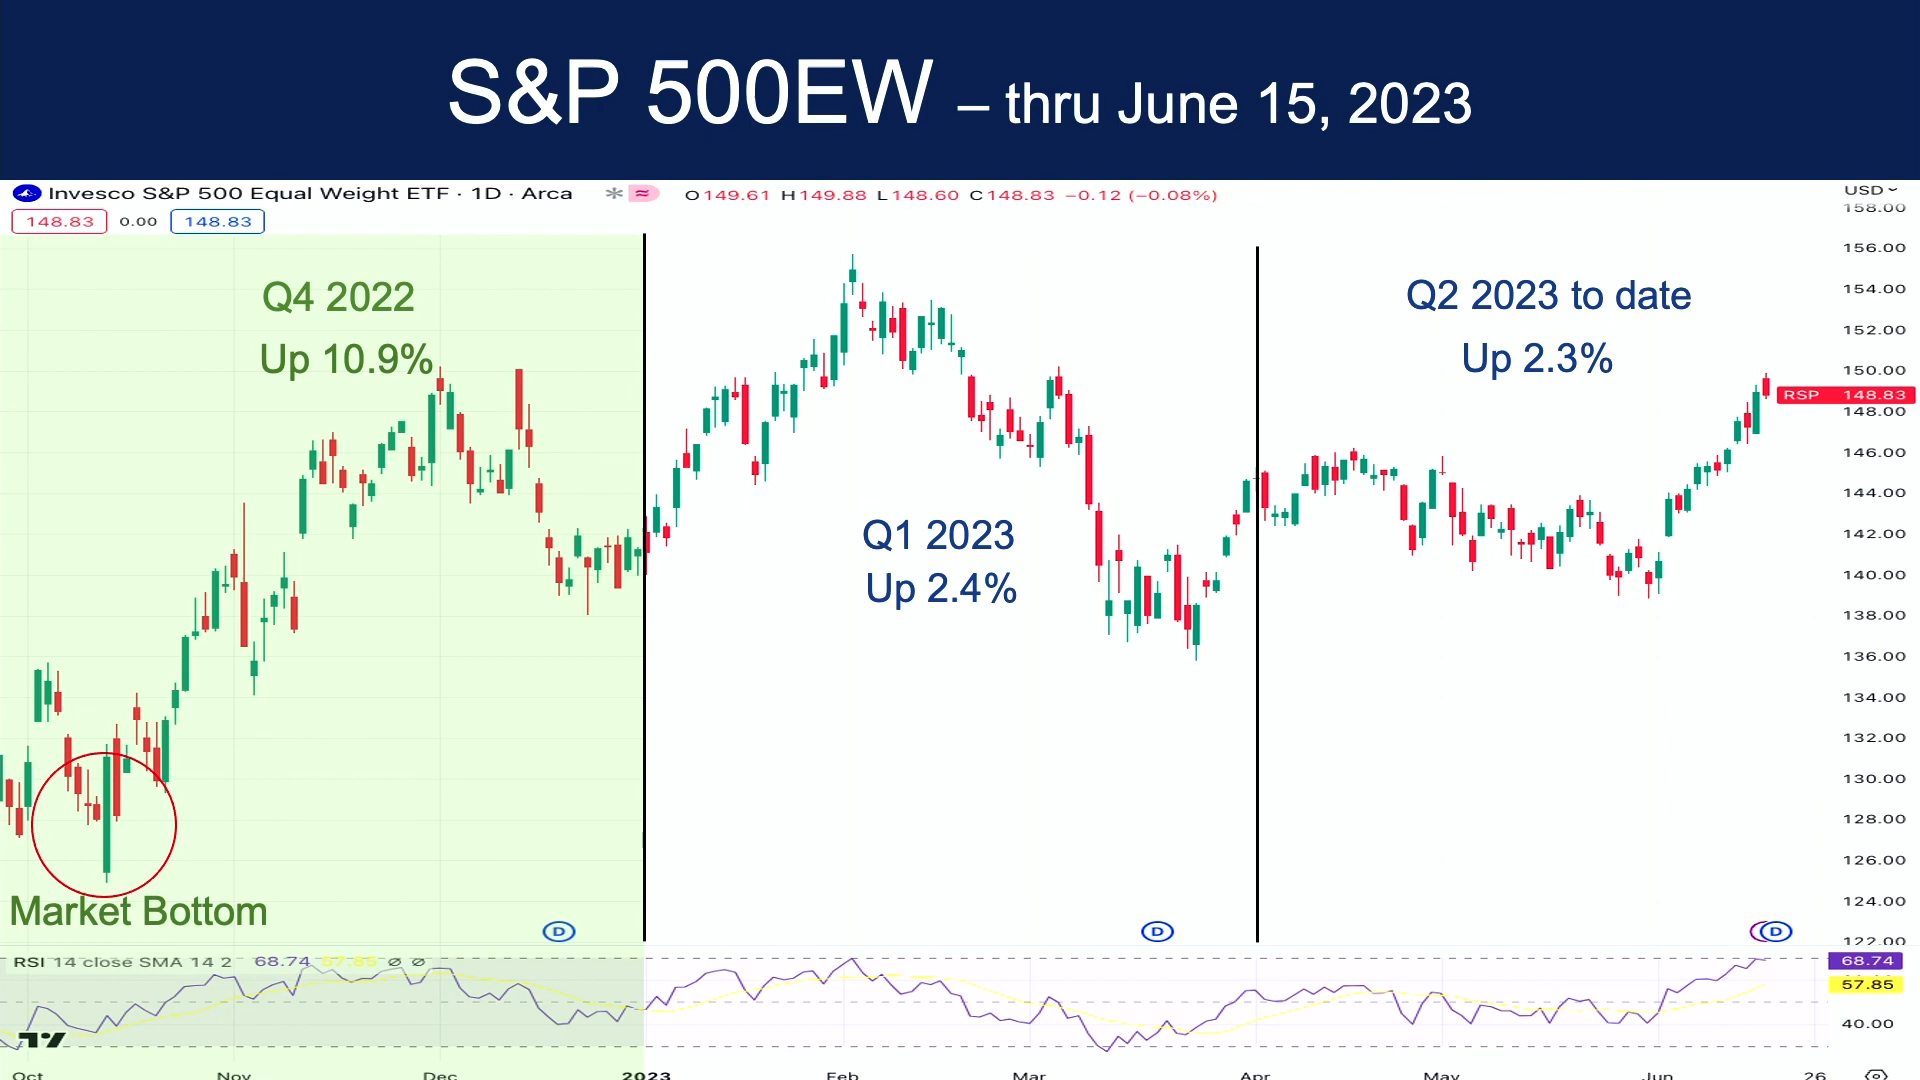 S&P 500EW – thru June 15, 2023
Invesco S&P 500 Equal Weight ETF · 1D · Arca
O149.61 H149.88 L148.60 C148.83 −0.12 (−0.08%)
USD
148.83 0.00 148.83
158.00
156.00
154.00
152.00
150.00
RSP 148.83
148.00
146.00
144.00
142.00
140.00
138.00
136.00
134.00
132.00
130.00
128.00
126.00
124.00
122.00
Q4 2022
Up 10.9%
Market Bottom
Q1 2023
Up 2.4%
Q2 2023 to date
Up 2.3%
D
D
D
RSI 14 close SMA 14 2 68.74 57.85 ∅ ∅
68.74
57.85
40.00
Oct Nov Dec 2023 Feb Mar Apr May Jun 26